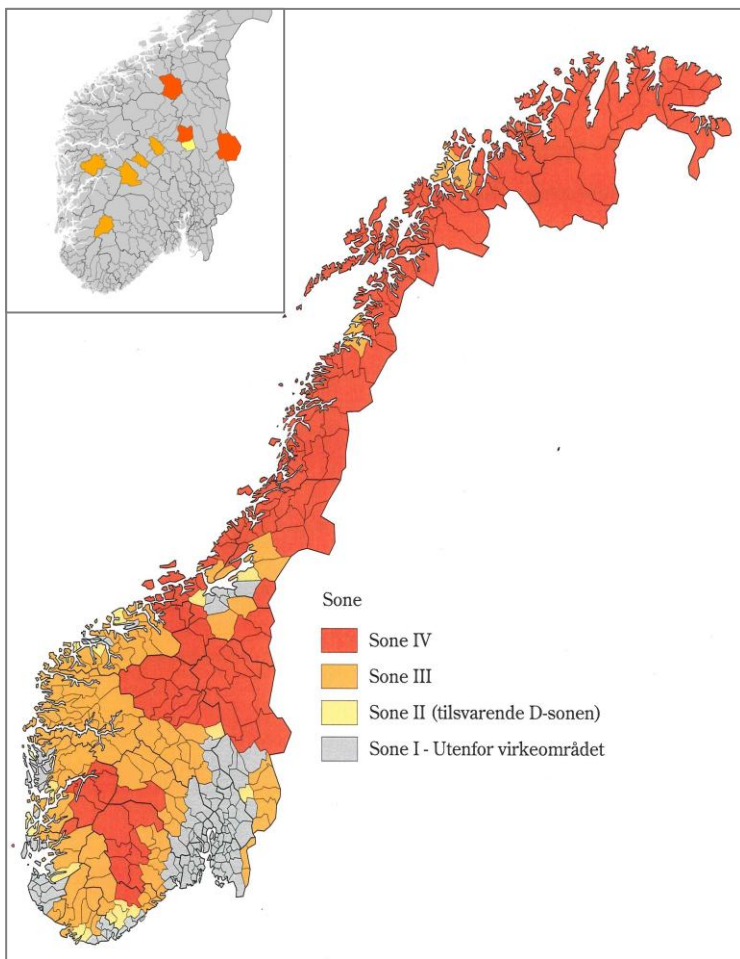 Sone
Sone IV
Sone III
Sone II (tilsvarende D-sonen)
Sone I - Utenfor virkeområdet